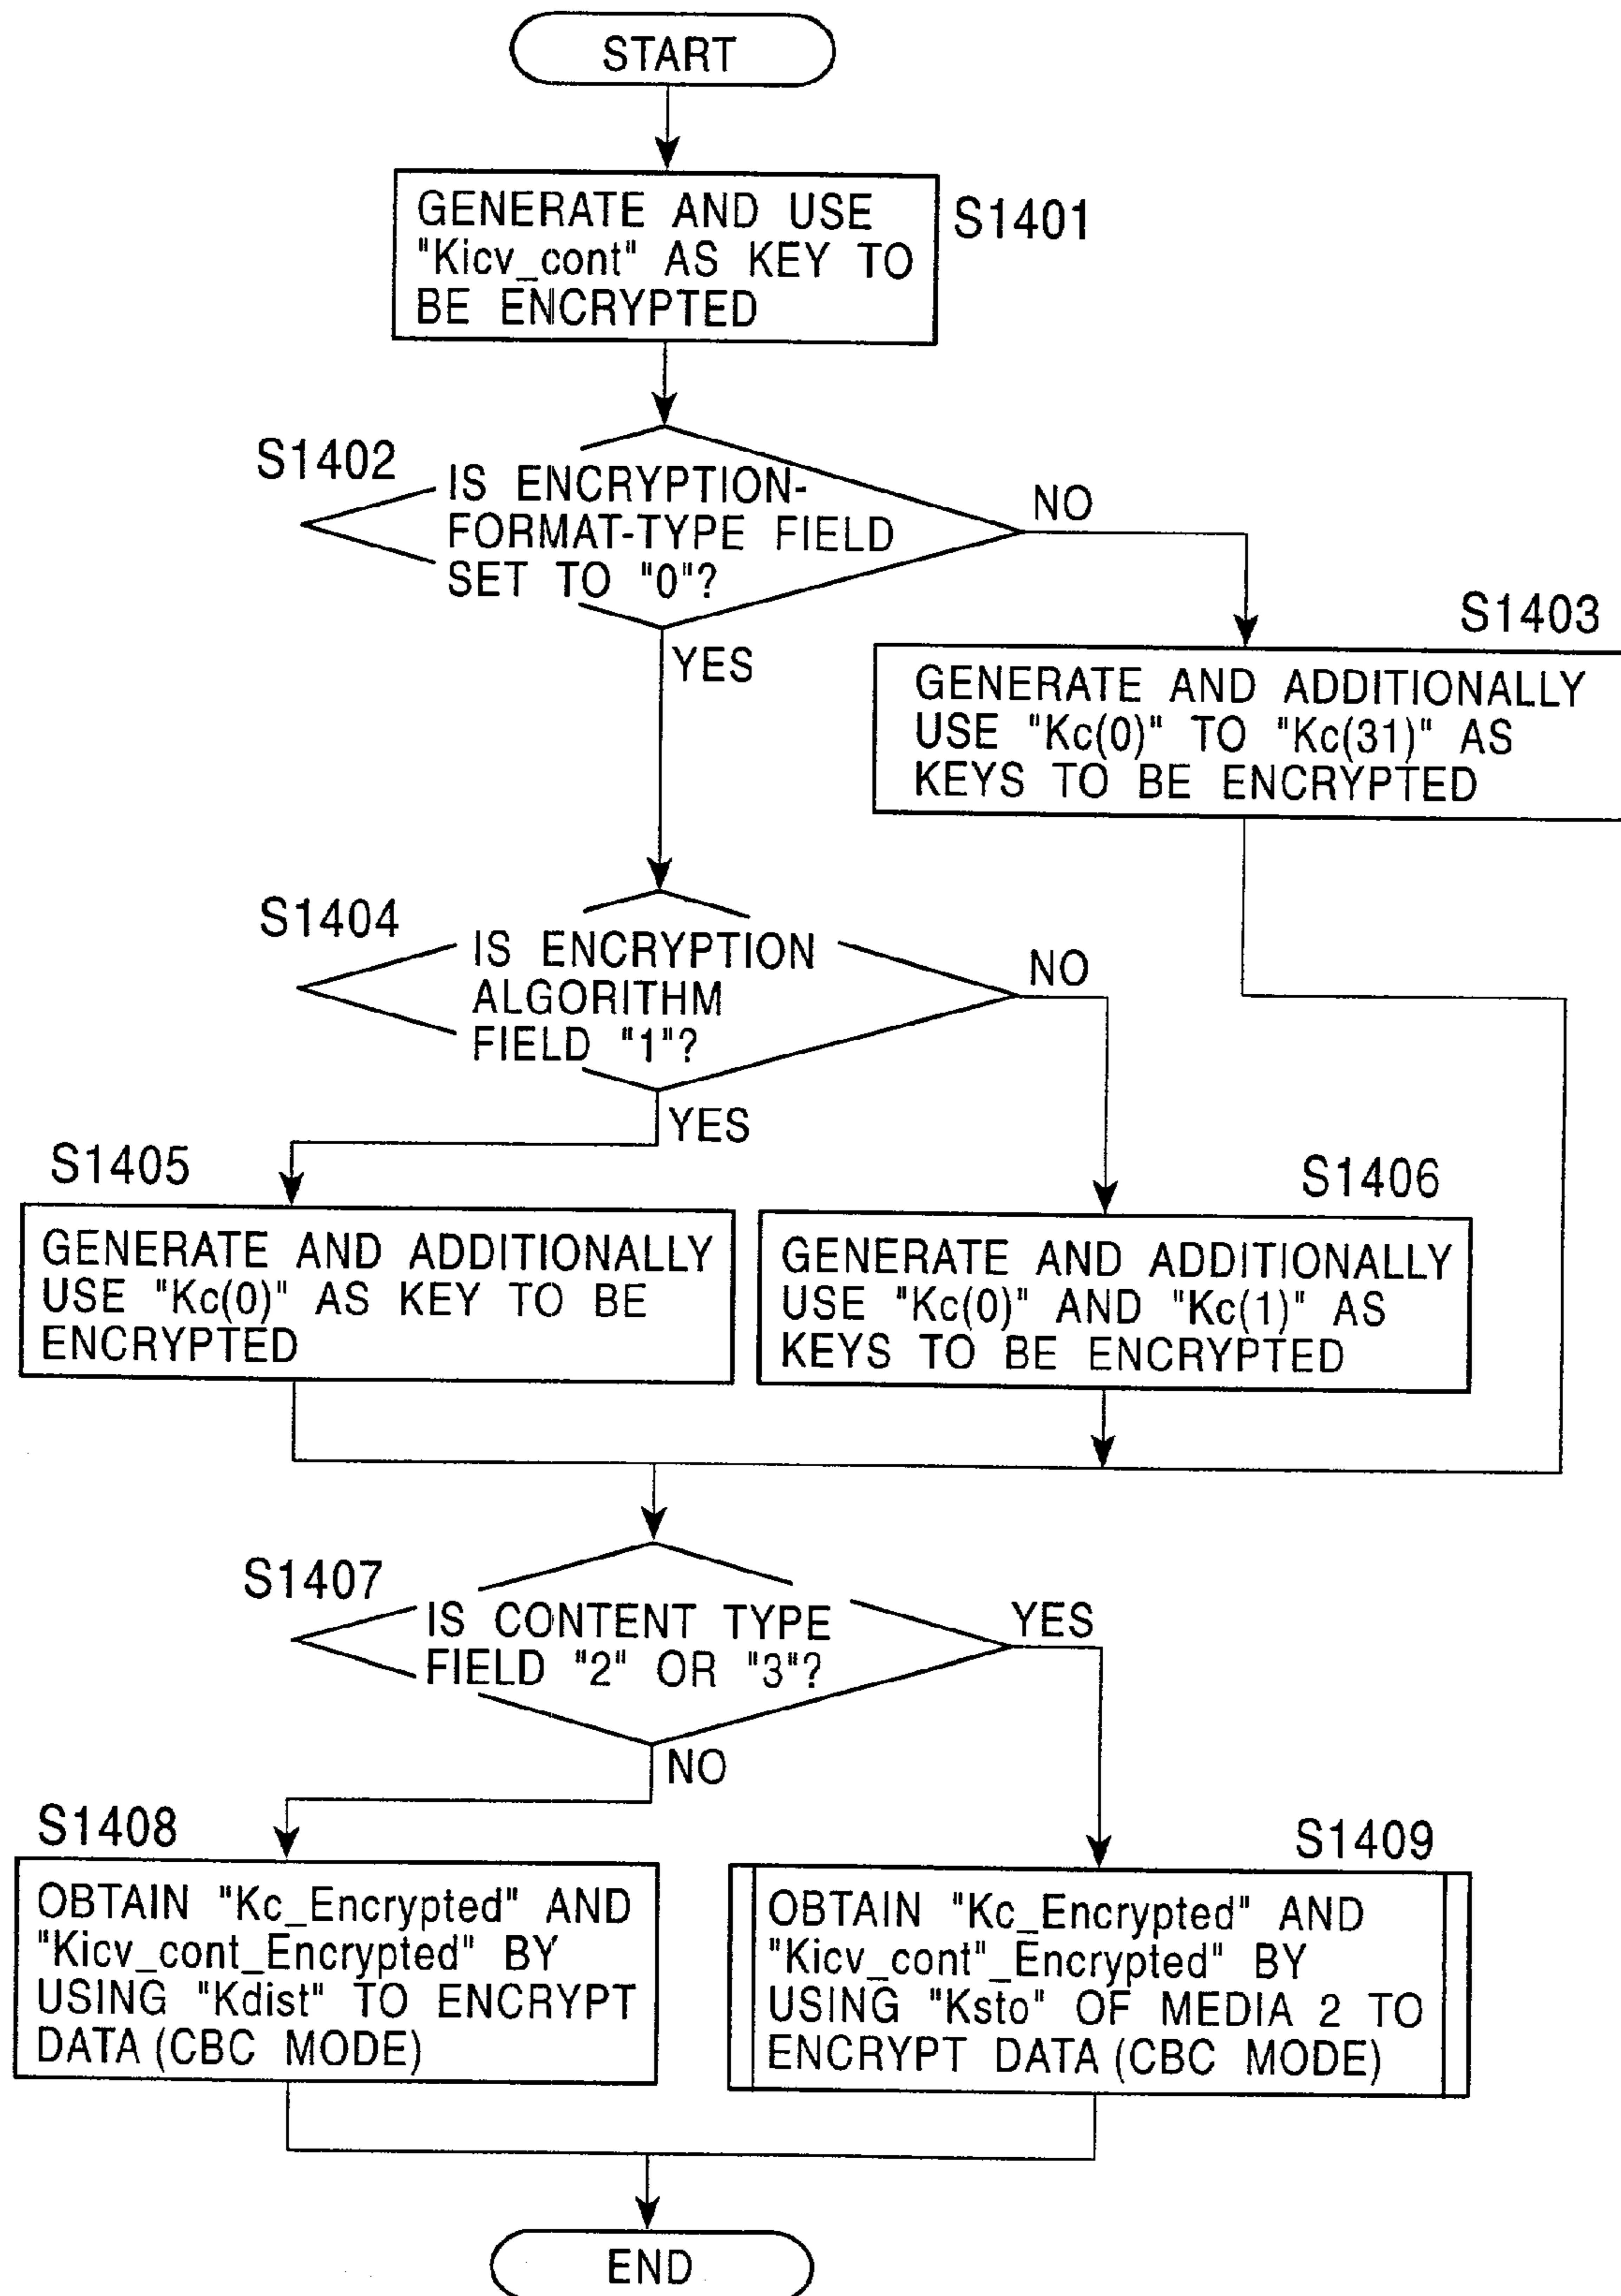 START
GENERATE AND USE
"Kicv_cont" AS KEY TO
BE ENCRYPTED
S1401
S1402
IS ENCRYPTION-
FORMAT-TYPE FIELD
SET TO "0"?
NO
YES
S1403
GENERATE AND ADDITIONALLY
USE "Kc(0)" TO "Kc(31)" AS
KEYS TO BE ENCRYPTED
S1404
IS ENCRYPTION
ALGORITHM
FIELD "1"?
NO
YES
S1405
GENERATE AND ADDITIONALLY
USE "Kc(0)" AS KEY TO BE
ENCRYPTED
S1406
GENERATE AND ADDITIONALLY
USE "Kc(0)" AND "Kc(1)" AS
KEYS TO BE ENCRYPTED
S1407
IS CONTENT TYPE
FIELD "2" OR "3"?
YES
NO
S1408
OBTAIN "Kc_Encrypted" AND
"Kicv_cont_Encrypted" BY
USING "Kdist" TO ENCRYPT
DATA (CBC MODE)
S1409
OBTAIN "Kc_Encrypted" AND
"Kicv_cont"_Encrypted" BY
USING "Ksto" OF MEDIA 2 TO
ENCRYPT DATA (CBC MODE)
END